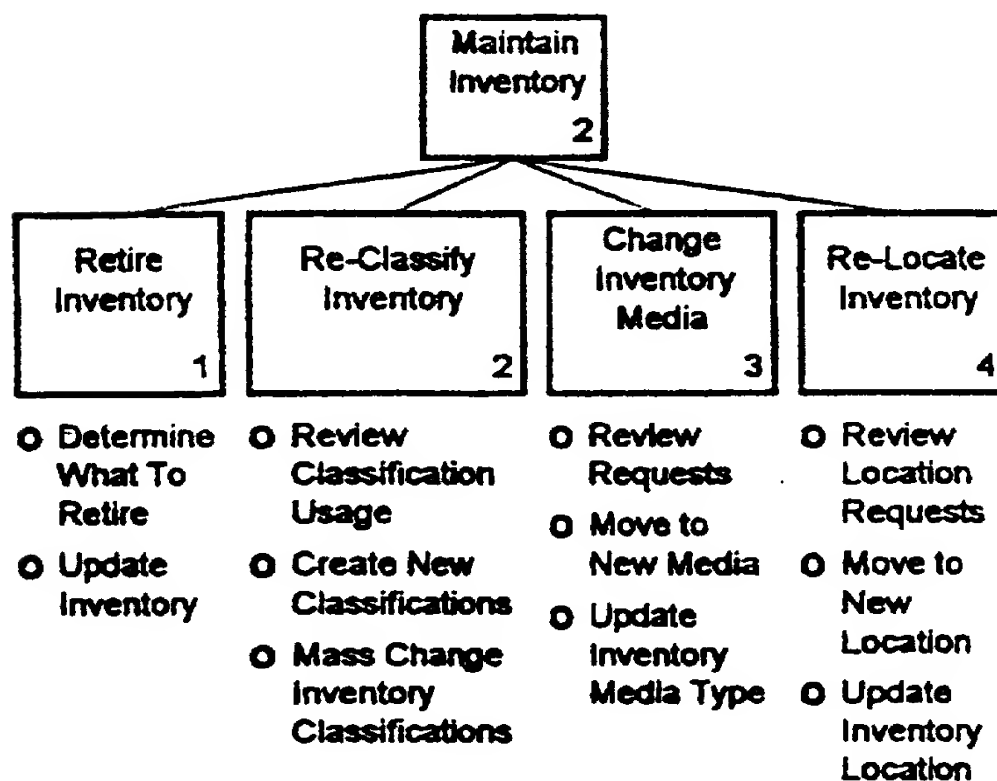 Maintain
Inventory
2
Retire
Inventory
1
Re-Classify
Inventory
2
Change
Inventory
Media
3
Re-Locate
Inventory
4
o Determine
What To
Retire
o Update
Inventory
o Review
Classification
Usage
o Create New
Classifications
o Mass Change
Inventory
Classifications
o Review
Requests
o Move to
New Media
o Update
Inventory
Media Type
o Review
Location
Requests
o Move to
New
Location
o Update
Inventory
Location